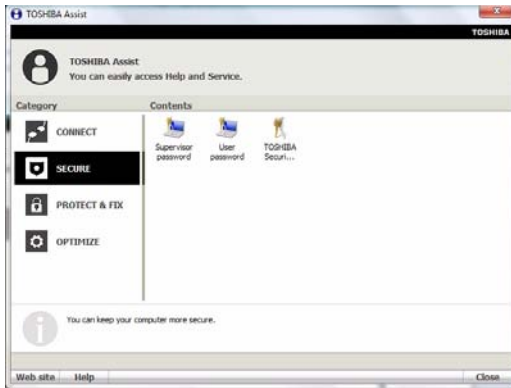 TOSHIBA Assist
TOSHIBA
TOSHIBA Assist
You can easily access Help and Service.
Category
Contents
CONNECT
SECURE
PROTECT & FIX
OPTIMIZE
Supervisor
password
User
password
TOSHIBA
Securi...
You can keep your computer more secure.
Web site
Help
Close